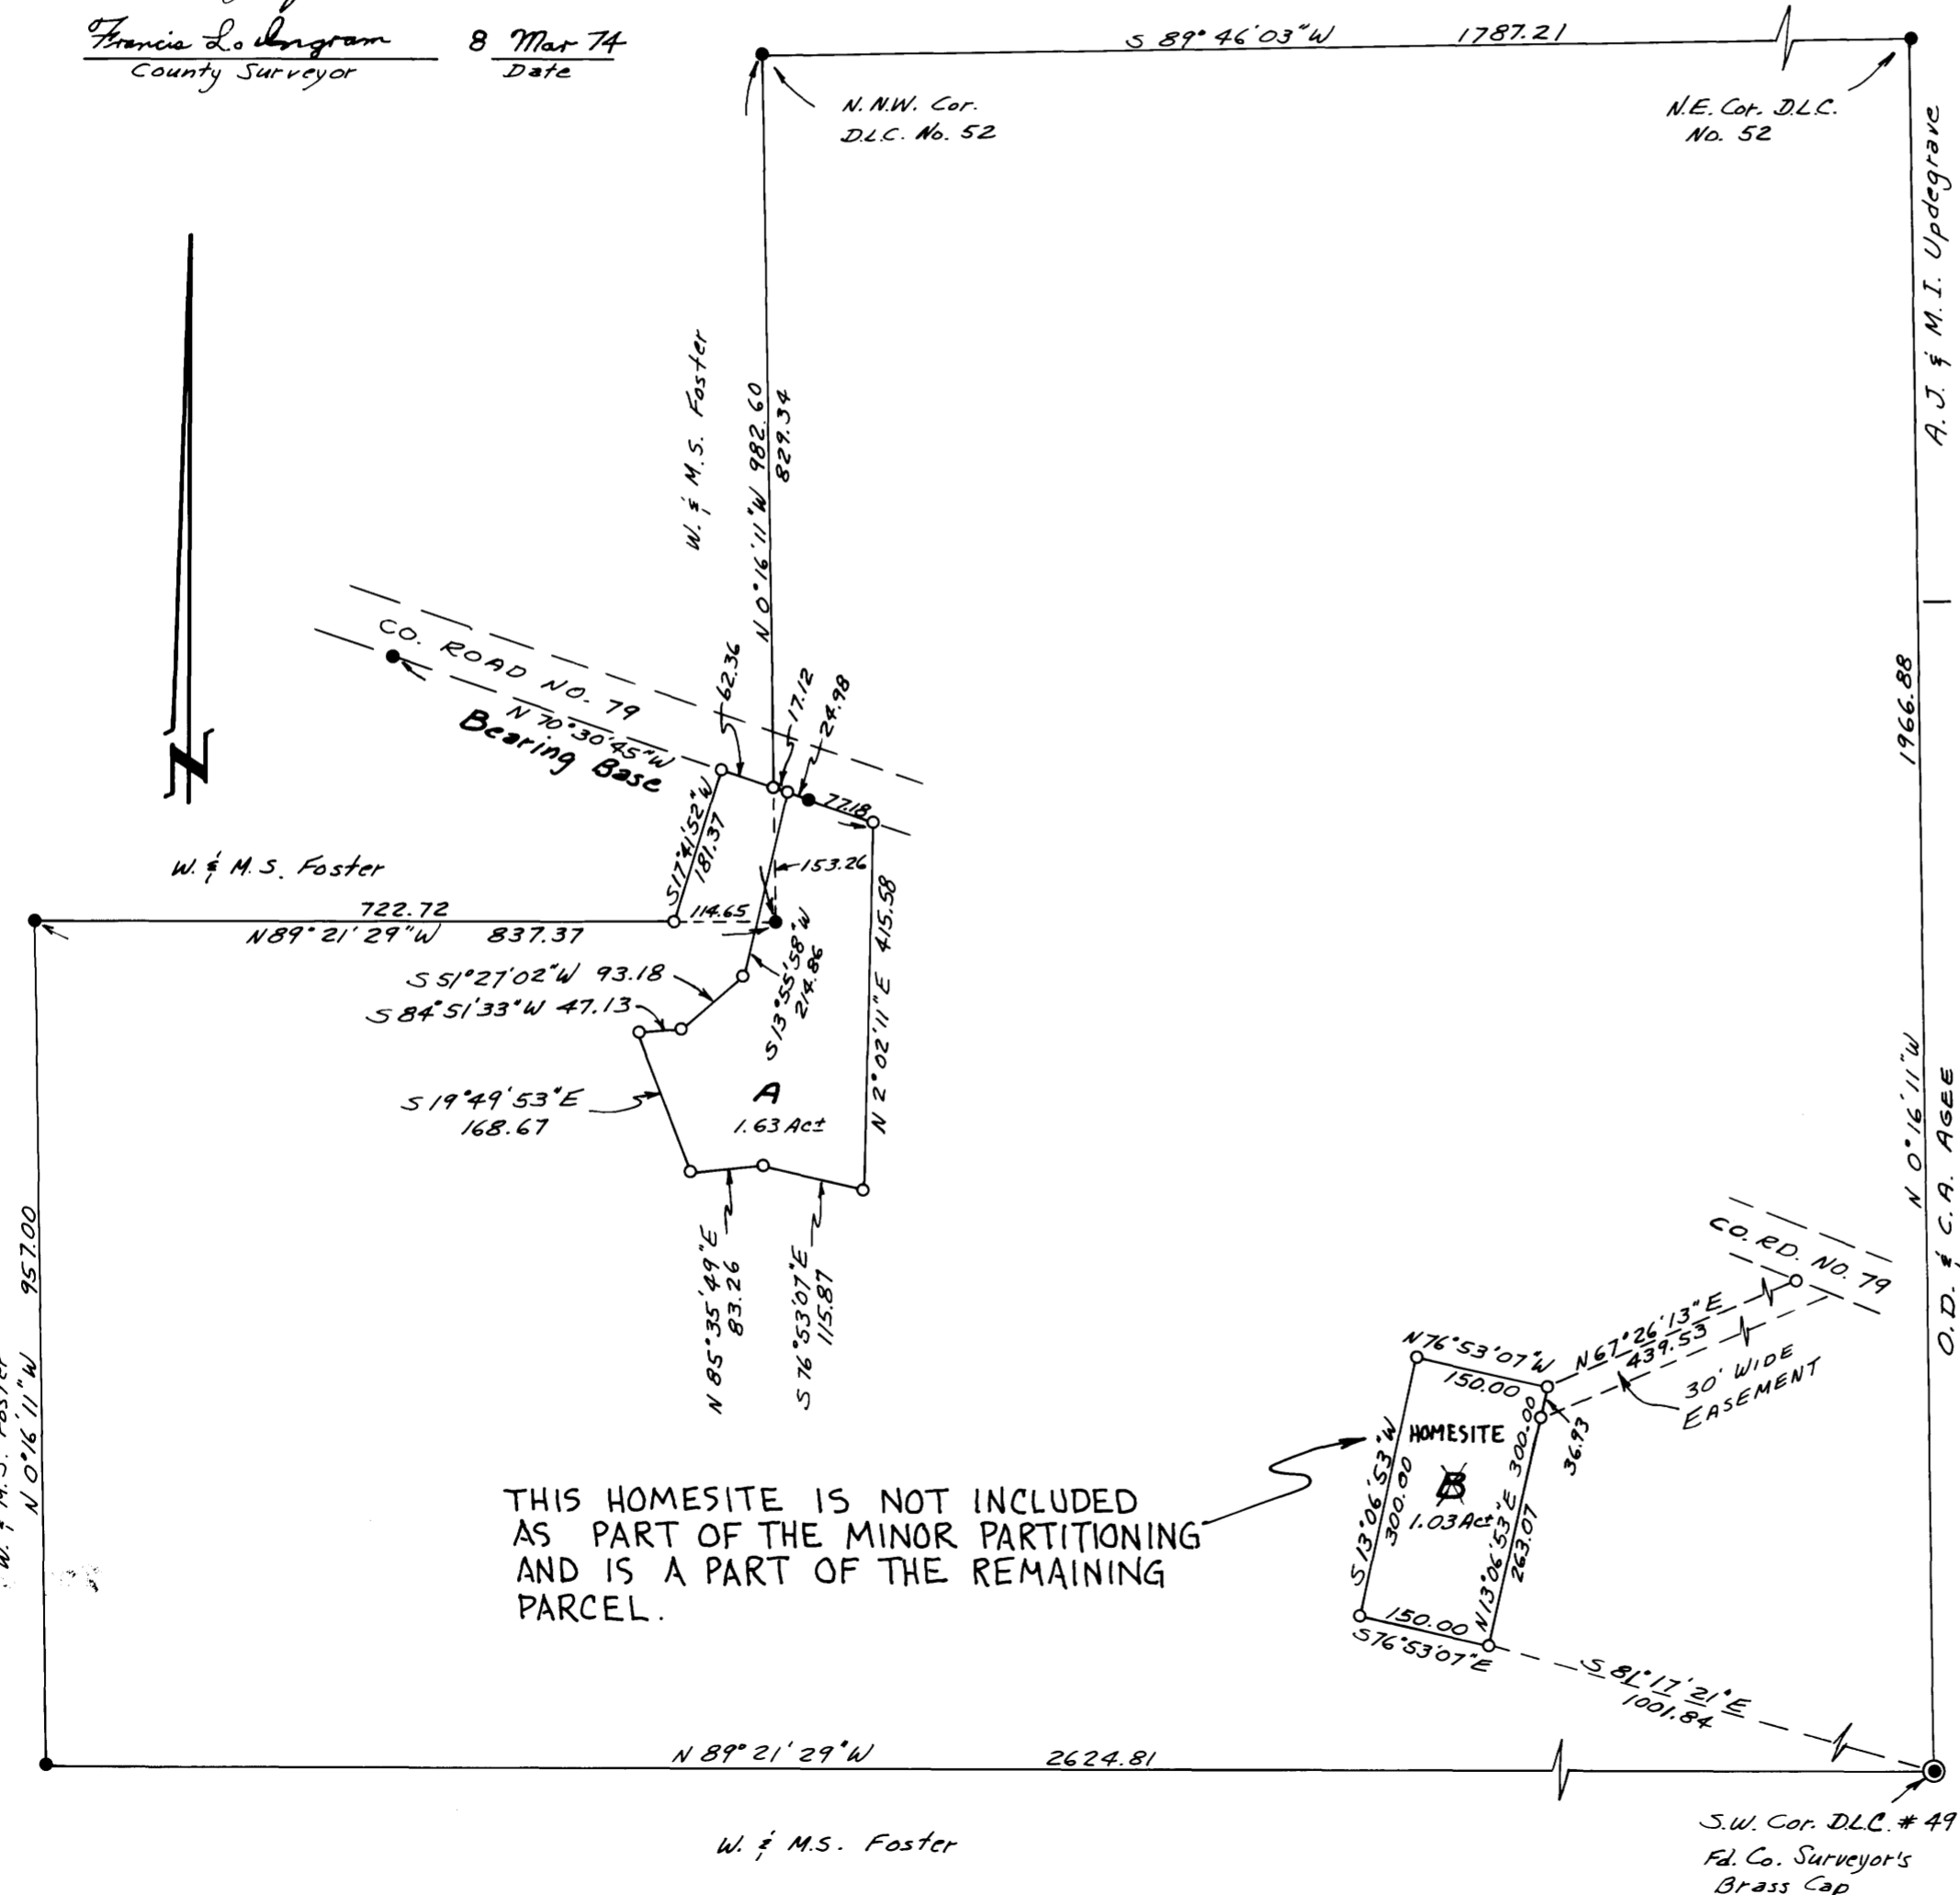 Francis L. Ingram 8 Mar 74
County Surveyor Date
S 89° 46' 03" W 1787.21
N.N.W. Cor.
D.L.C. No. 52
N.E. Cor. D.L.C.
No. 52
A.J. & M.I. Updegrave
W. & M.S. Foster
N 0° 16' 11" W 982.60
829.34
N
CO. ROAD NO. 79
N 70° 30' 45" W
Bearing Base
62.36
17.12
24.98
77.18
S 17° 41' 52" W
181.37
153.26
W. & M.S. Foster
722.72
N 89° 21' 29" W 837.37
114.65
S 13° 55' 58" W
214.86
N 2° 02' 11" E 415.58
S 51° 27' 02" W 93.18
S 84° 51' 33" W 47.13
S 19° 49' 53" E
168.67
A
1.63 Ac±
N 85° 35' 49" E
83.26
S 76° 53' 07" E
115.87
1966.88
N 0° 16' 11" W
O.D. & C.A. AGEE
W. & M.S. Foster
N 0° 16' 11" W 957.00
CO. RD. NO. 79
N 67° 26' 13" E
439.53
30' WIDE
EASEMENT
N 76° 53' 07" W
150.00
36.93
HOMESITE
B
1.03 Ac±
S 13° 06' 53" W
300.00
N 13° 06' 53" E 300.00
263.07
150.00
S 76° 53' 07" E
THIS HOMESITE IS NOT INCLUDED
AS PART OF THE MINOR PARTITIONING
AND IS A PART OF THE REMAINING
PARCEL.
S 81° 17' 21" E
1001.84
N 89° 21' 29" W 2624.81
W. & M.S. Foster
S.W. Cor. D.L.C. # 49
Fd. Co. Surveyor's
Brass Cap